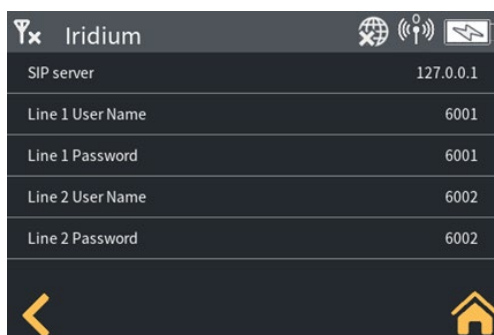 Iridium
SIP server 127.0.0.1
Line 1 User Name 6001
Line 1 Password 6001
Line 2 User Name 6002
Line 2 Password 6002